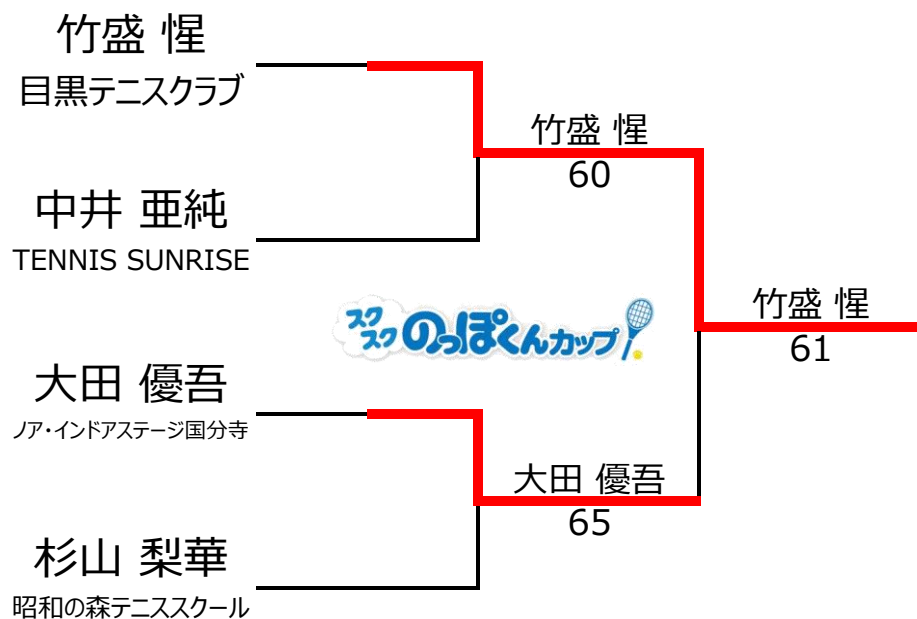 竹盛 惺
目黒テニスクラブ
竹盛 惺
60
中井 亜純
TENNIS SUNRISE
スクスク のっぽくんカップ
竹盛 惺
61
大田 優吾
ノア・インドアステージ国分寺
大田 優吾
65
杉山 梨華
昭和の森テニススクール